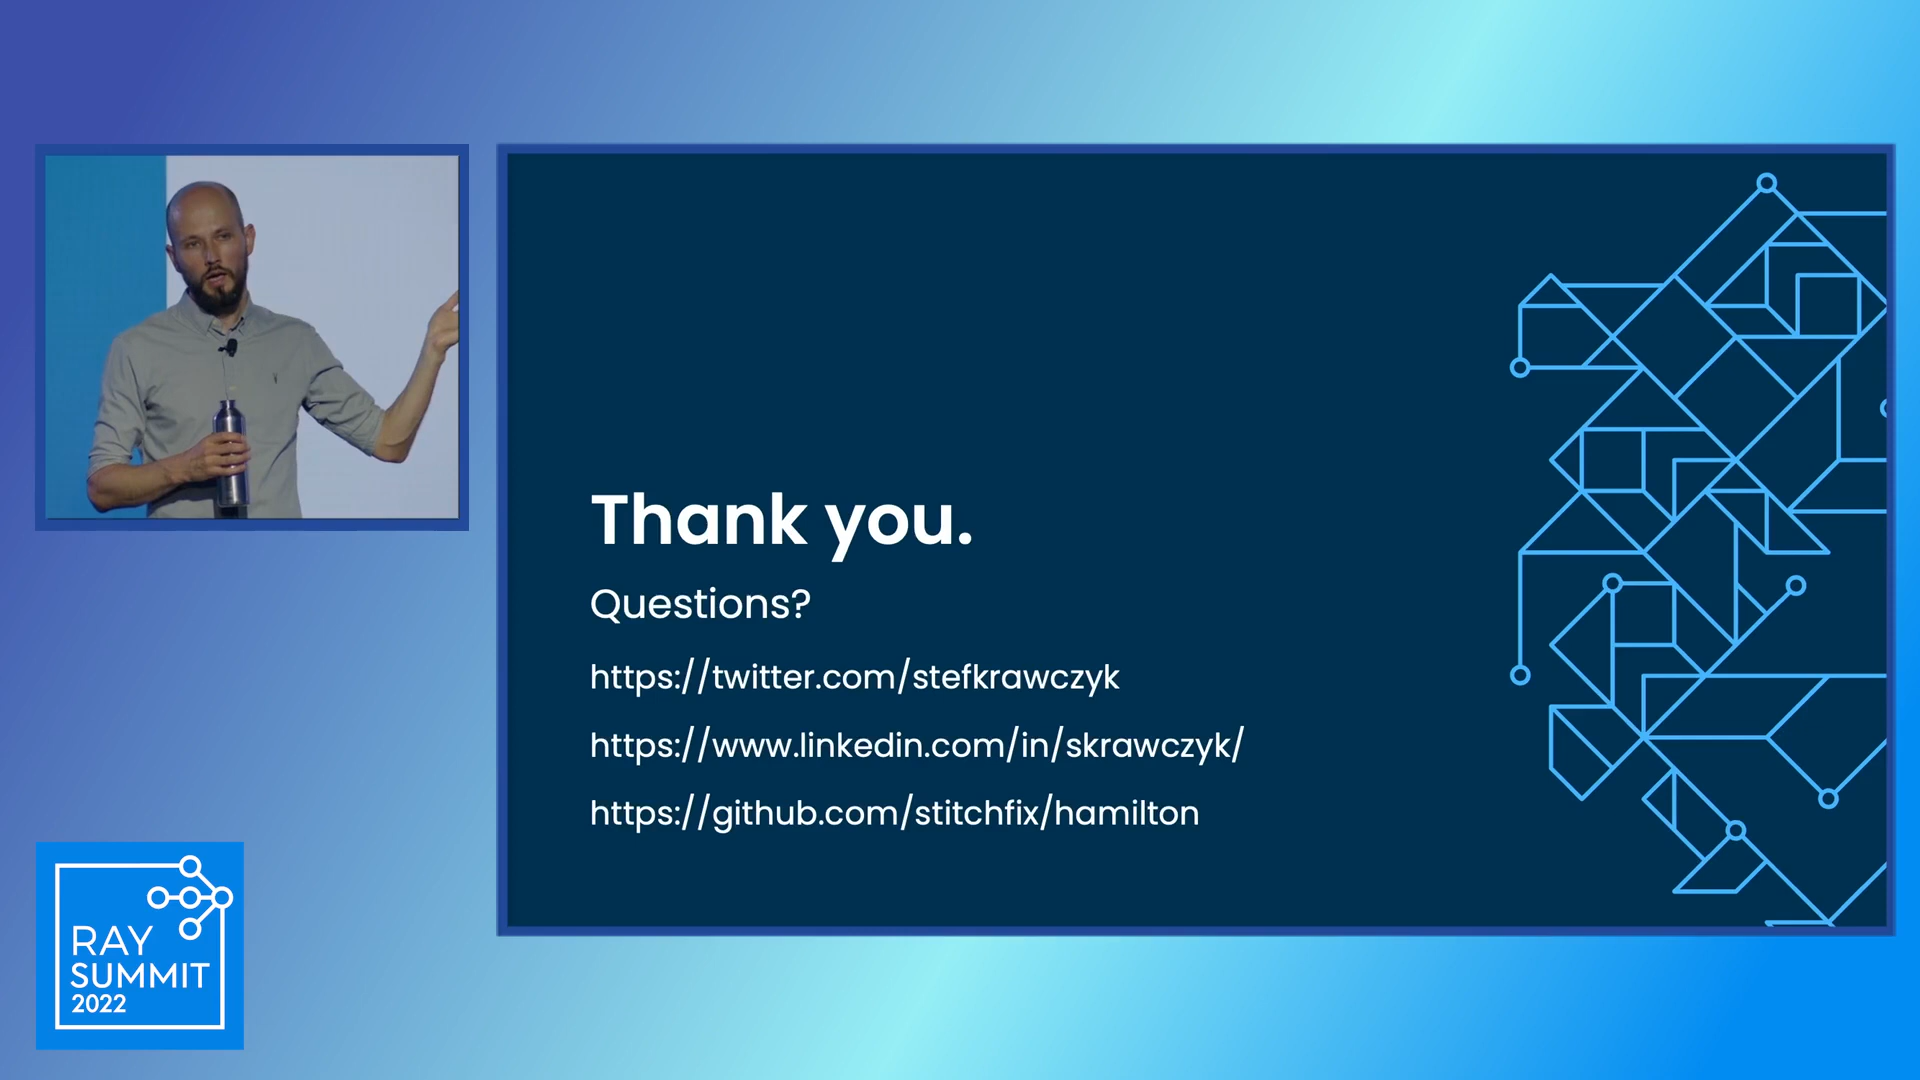 Thank you.
Questions?
https://twitter.com/stefkrawczyk
https://www.linkedin.com/in/skrawczyk/
https://github.com/stitchfix/hamilton
RAY
SUMMIT
2022